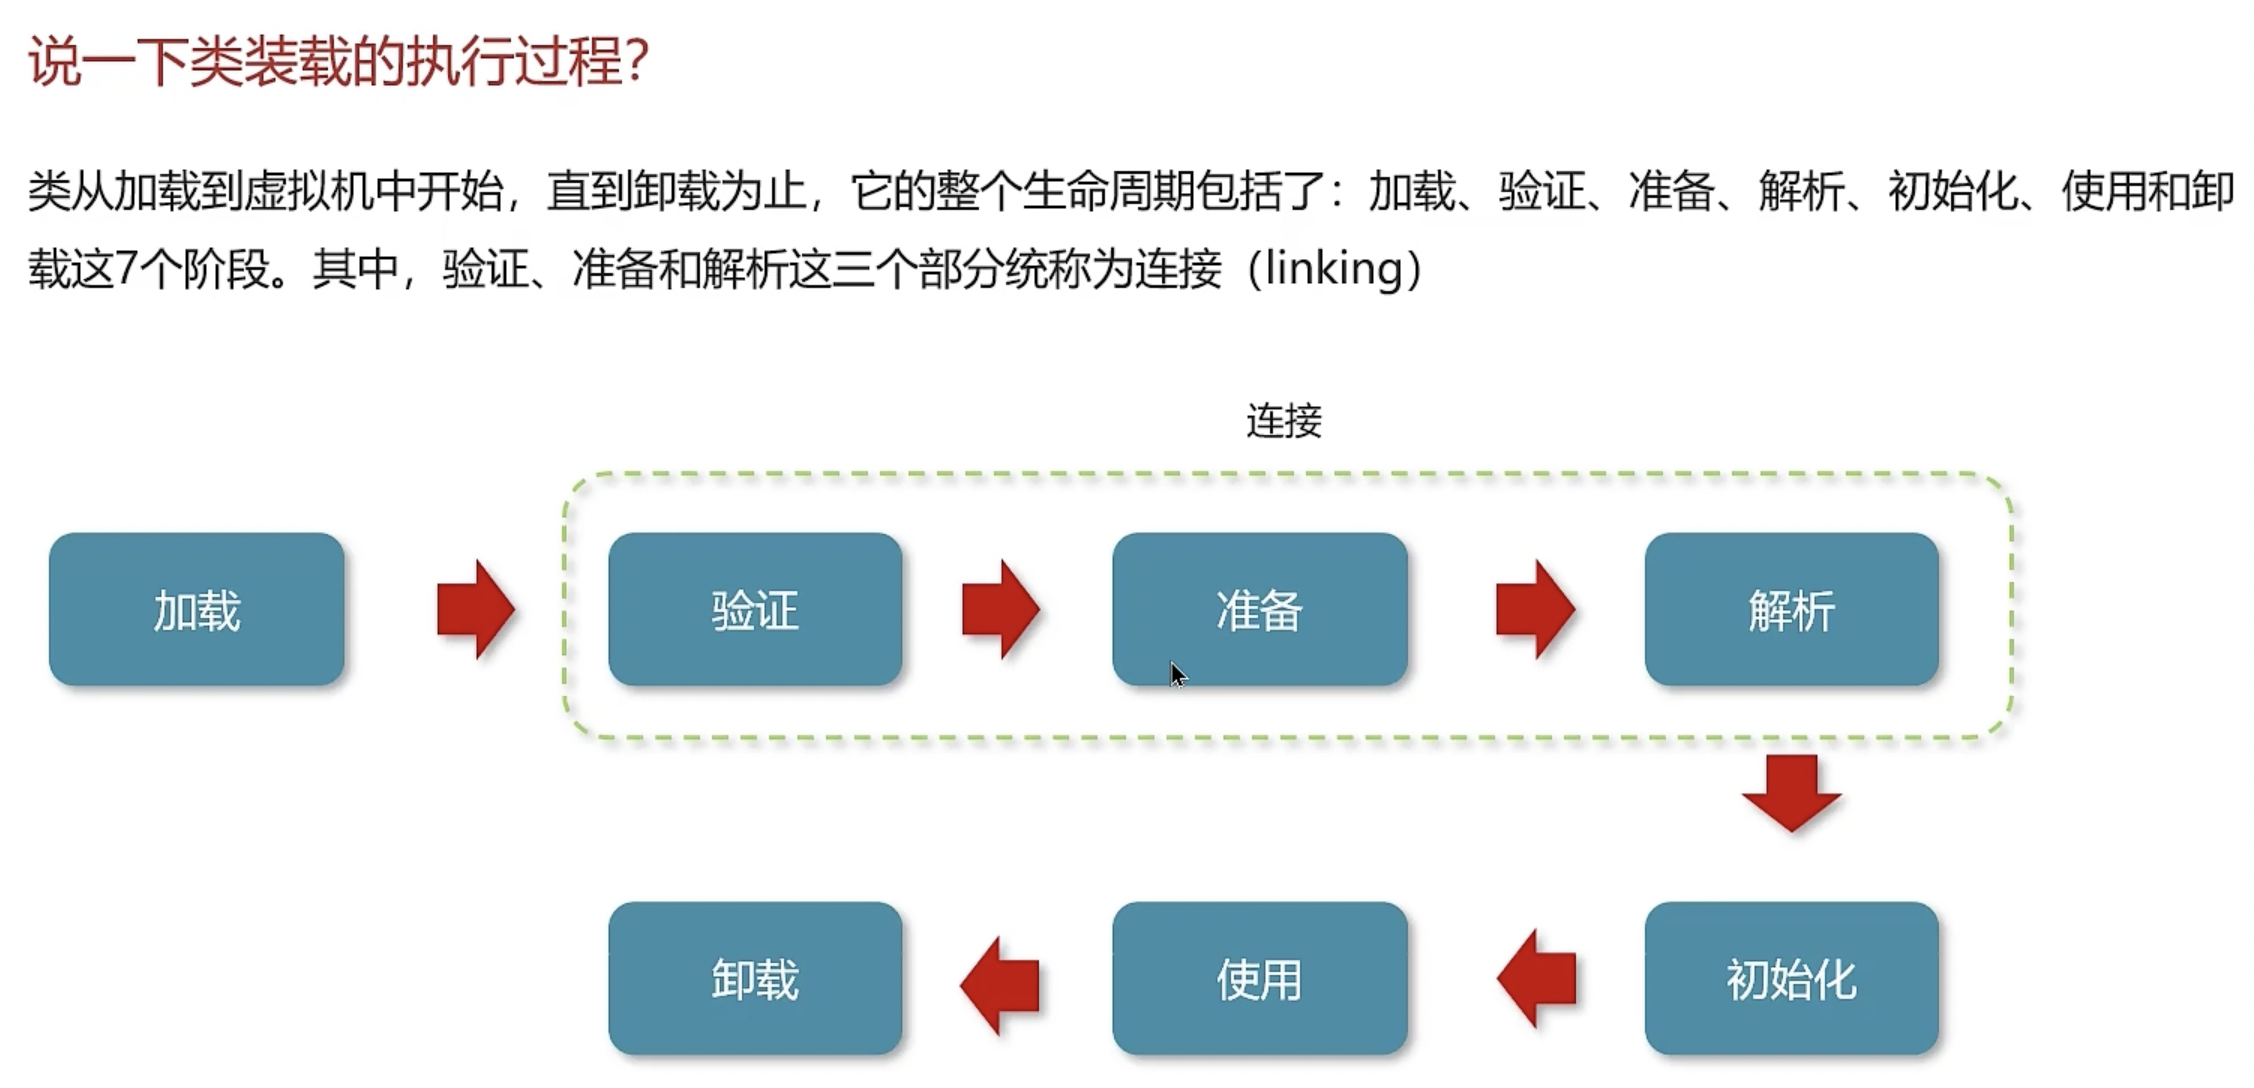 说一下类装载的执行过程？
类从加载到虚拟机中开始，直到卸载为止，它的整个生命周期包括了：加载、验证、准备、解析、初始化、使用和卸
载这7个阶段。其中，验证、准备和解析这三个部分统称为连接（linking）
连接
加载
验证
准备
解析
卸载
使用
初始化